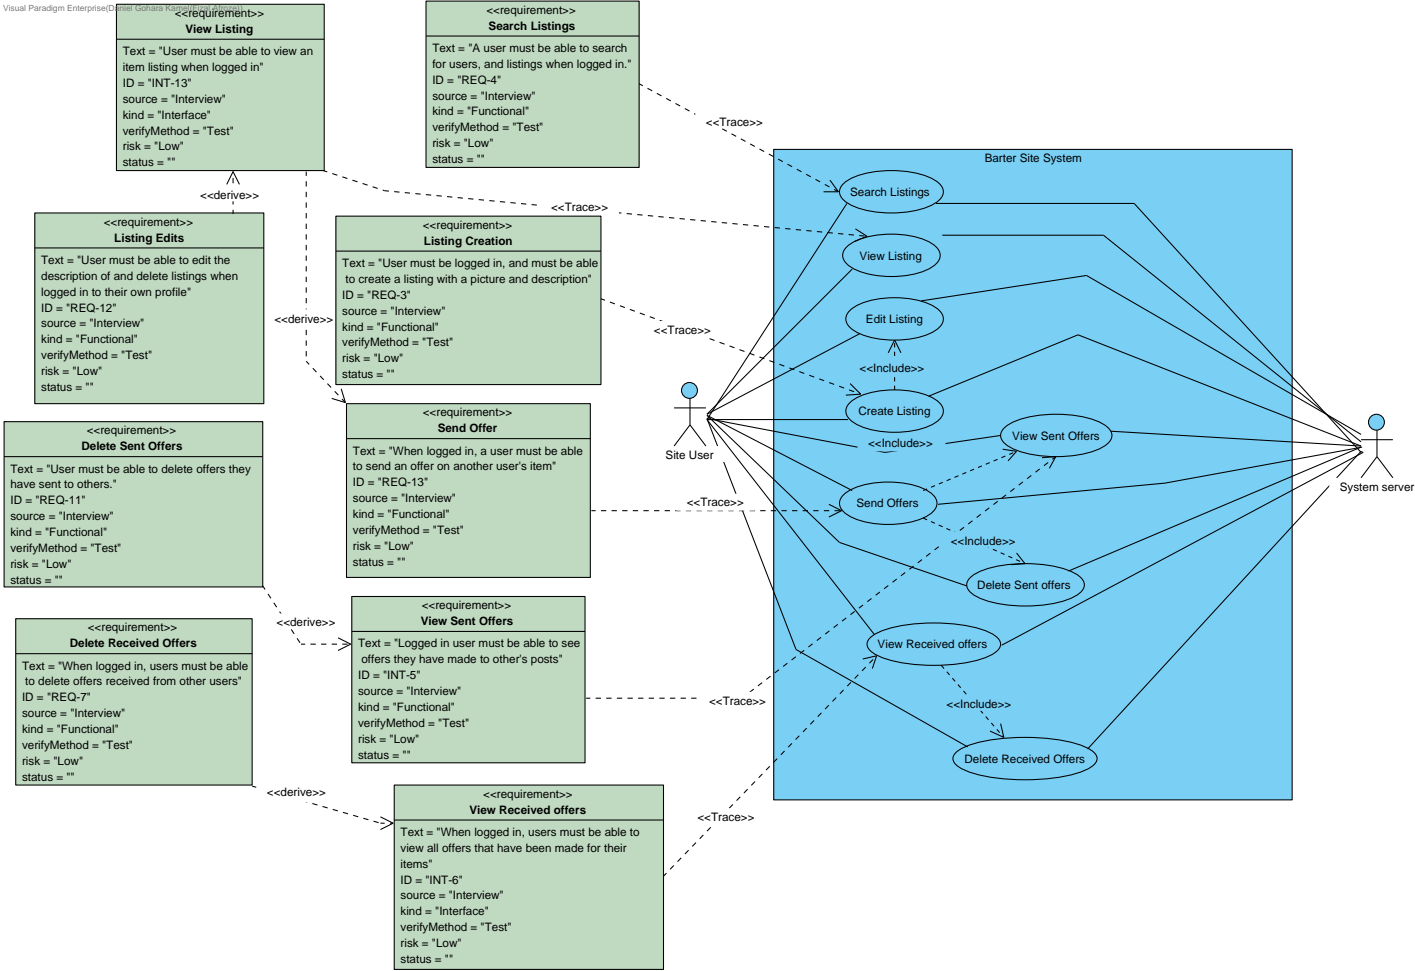 Visual Paradigm Enterprise(Daniel Gohara Kamel(Fizal Afroze))
<<requirement>>
View Listing
Text = "User must be able to view an
item listing when logged in"
ID = "INT-13"
source = "Interview"
kind = "Interface"
verifyMethod = "Test"
risk = "Low"
status = ""
<<requirement>>
Search Listings
Text = "A user must be able to search
for users, and listings when logged in."
ID = "REQ-4"
source = "Interview"
kind = "Functional"
verifyMethod = "Test"
risk = "Low"
status = ""
<<Trace>>
<<derive>>
<<Trace>>
<<requirement>>
Listing Edits
Text = "User must be able to edit the
description of and delete listings when
logged in to their own profile"
ID = "REQ-12"
source = "Interview"
kind = "Functional"
verifyMethod = "Test"
risk = "Low"
status = ""
<<derive>>
<<requirement>>
Listing Creation
Text = "User must be logged in, and must be able
to create a listing with a picture and description"
ID = "REQ-3"
source = "Interview"
kind = "Functional"
verifyMethod = "Test"
risk = "Low"
status = ""
<<Trace>>
<<requirement>>
Delete Sent Offers
Text = "User must be able to delete offers they
have sent to others."
ID = "REQ-11"
source = "Interview"
kind = "Functional"
verifyMethod = "Test"
risk = "Low"
status = ""
<<requirement>>
Send Offer
Text = "When logged in, a user must be able
to send an offer on another user's item"
ID = "REQ-13"
source = "Interview"
kind = "Functional"
verifyMethod = "Test"
risk = "Low"
status = ""
<<Trace>>
<<derive>>
<<requirement>>
Delete Received Offers
Text = "When logged in, users must be able
to delete offers received from other users"
ID = "REQ-7"
source = "Interview"
kind = "Functional"
verifyMethod = "Test"
risk = "Low"
status = ""
<<requirement>>
View Sent Offers
Text = "Logged in user must be able to see
offers they have made to other's posts"
ID = "INT-5"
source = "Interview"
kind = "Functional"
verifyMethod = "Test"
risk = "Low"
status = ""
<<Trace>>
<<derive>>
<<requirement>>
View Received offers
Text = "When logged in, users must be able to
view all offers that have been made for their
items"
ID = "INT-6"
source = "Interview"
kind = "Interface"
verifyMethod = "Test"
risk = "Low"
status = ""
<<Trace>>
Barter Site System
Search Listings
View Listing
Edit Listing
<<Include>>
Create Listing
<<Include>>
View Sent Offers
Send Offers
<<Include>>
Delete Sent offers
View Received offers
<<Include>>
Delete Received Offers
Site User
System server